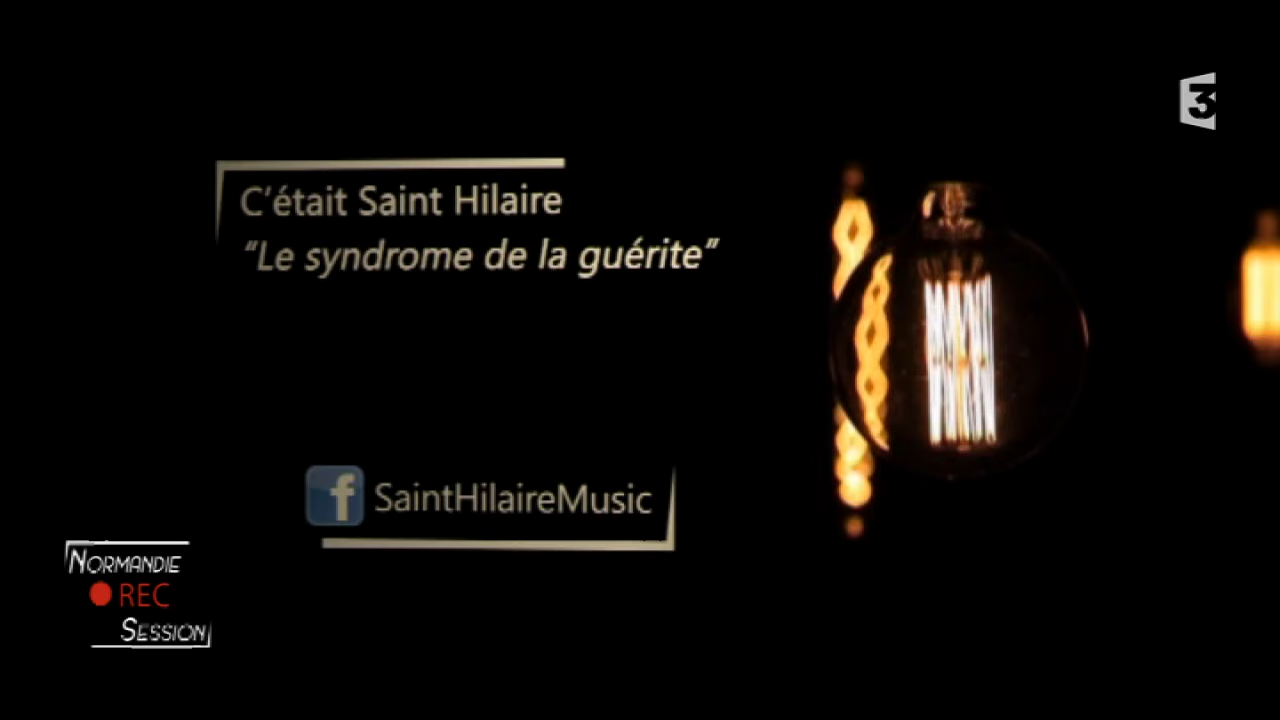 3
C'était Saint Hilaire
“Le syndrome de la guérite”
f SaintHilaireMusic
NORMANDIE
REC
SESSION